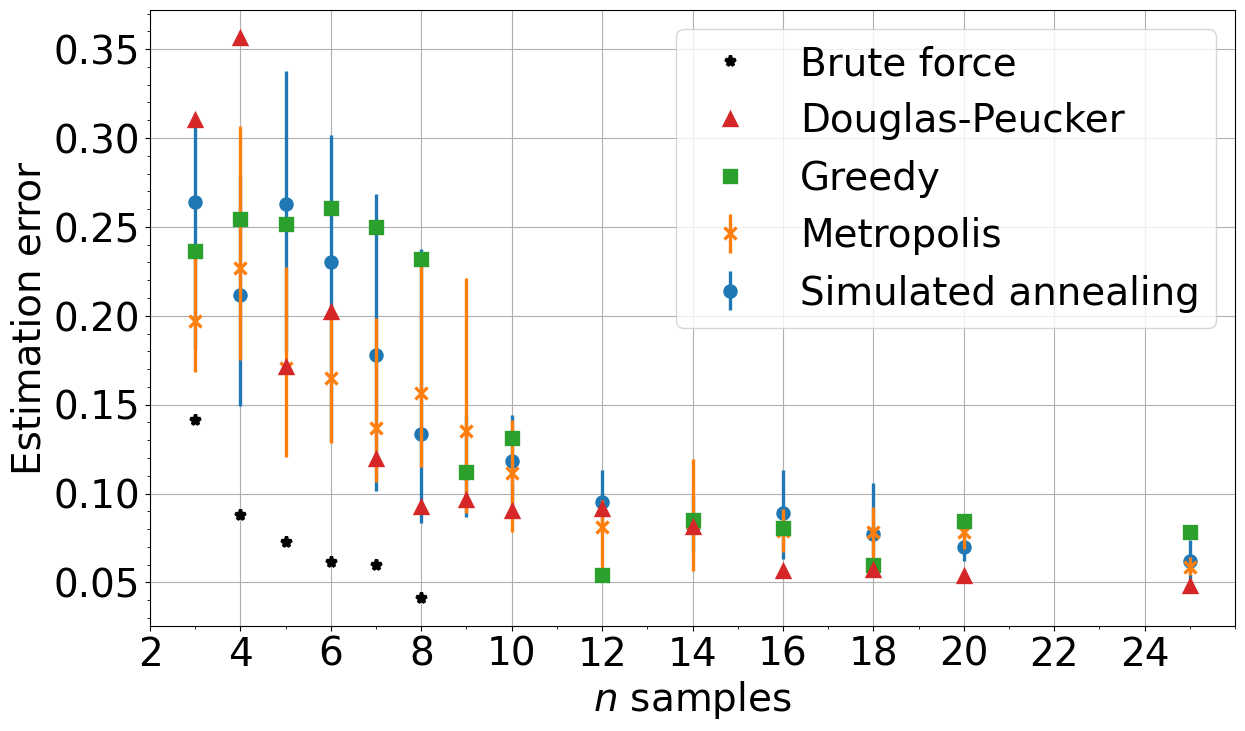 0.35
0.30
0.25
0.20
0.15
0.10
0.05
Estimation error
Brute force
Douglas-Peucker
Greedy
Metropolis
Simulated annealing
2 4 6 8 10 12 14 16 18 20 22 24
n samples